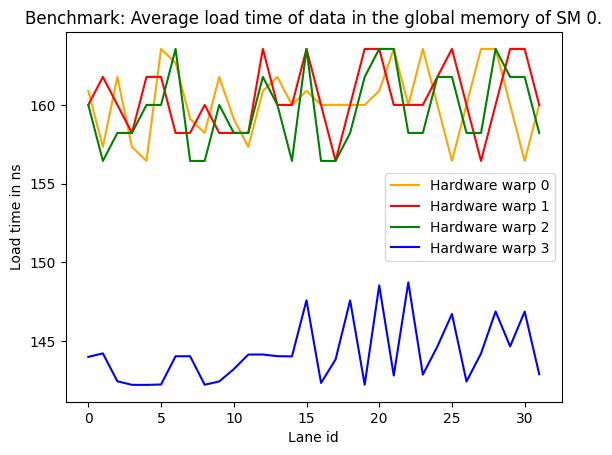 Benchmark: Average load time of data in the global memory of SM 0.
Load time in ns
160
155
150
145
Hardware warp 0
Hardware warp 1
Hardware warp 2
Hardware warp 3
0 5 10 15 20 25 30
Lane id